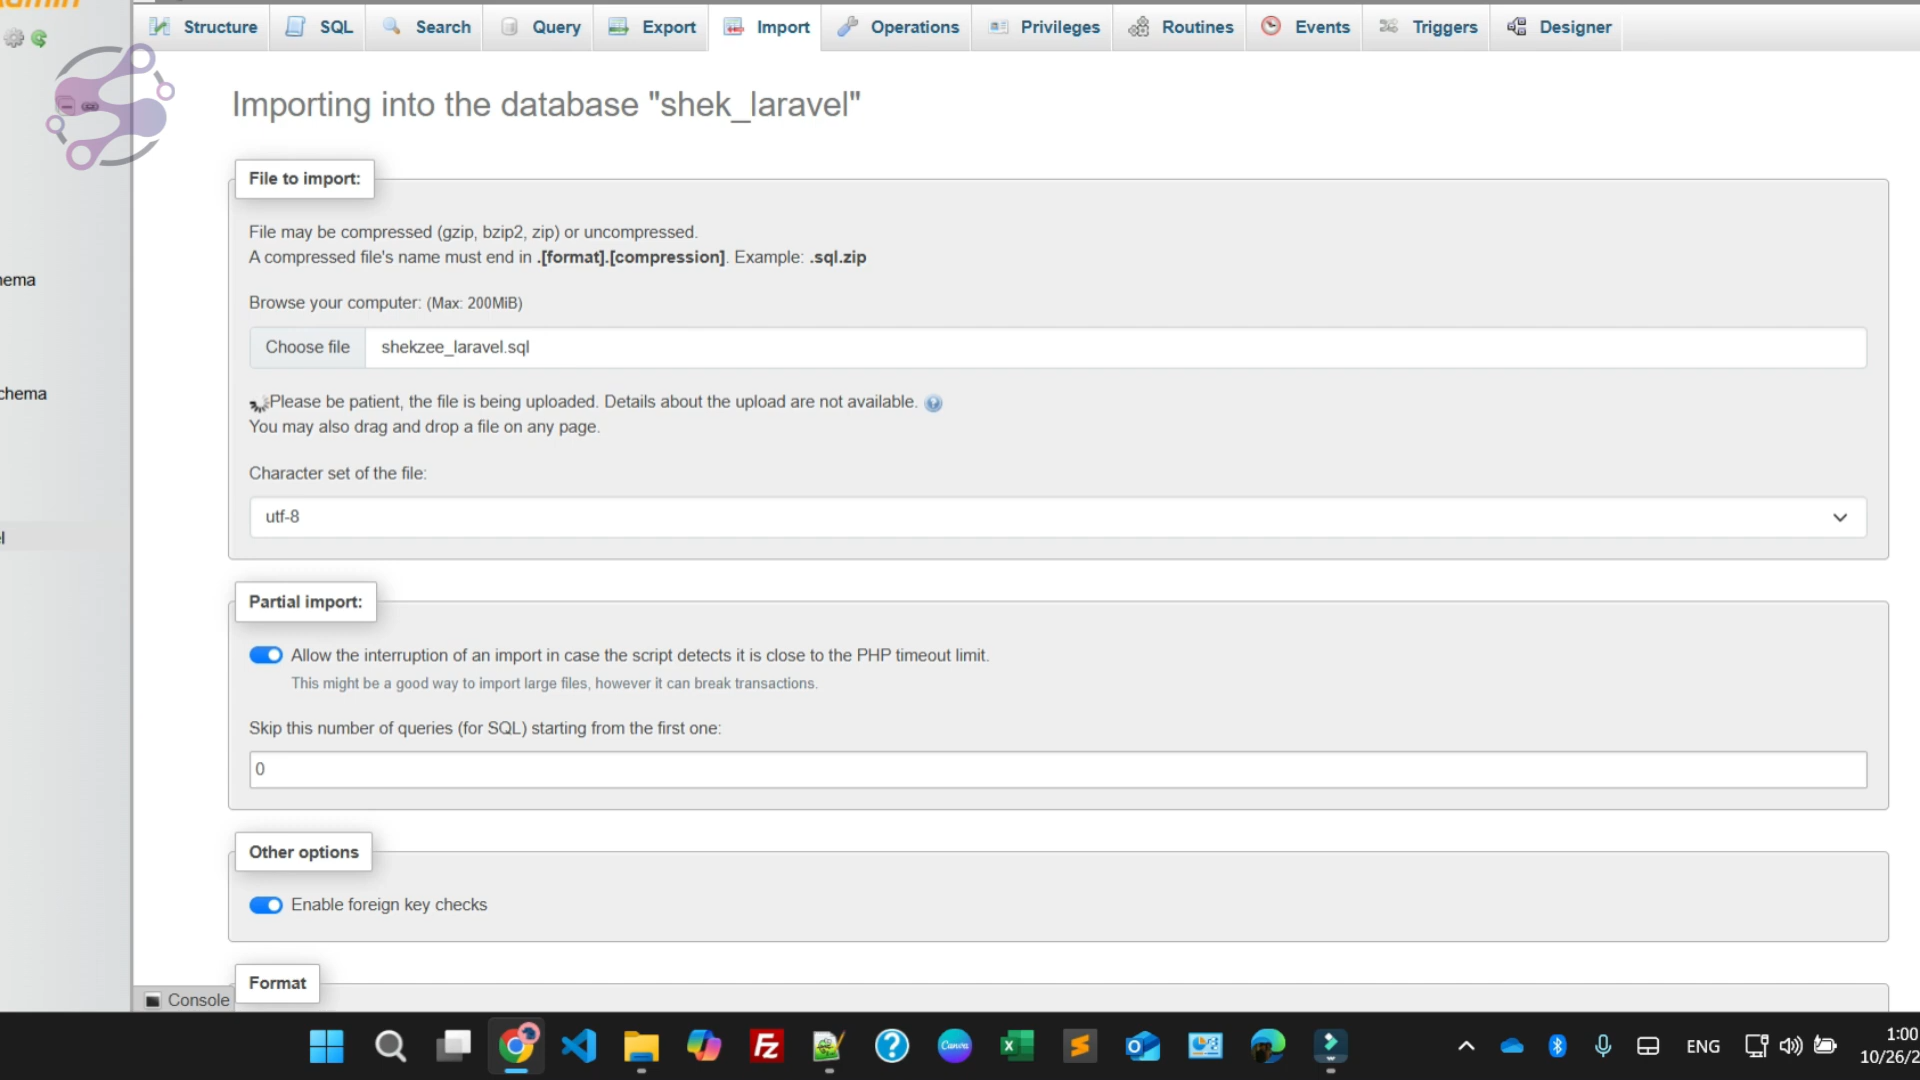 Structure SQL Search Query Export Import Operations Privileges Routines Events Triggers Designer
Importing into the database "shek_laravel"
File to import:
File may be compressed (gzip, bzip2, zip) or uncompressed.
A compressed file's name must end in .[format].[compression]. Example: .sql.zip
hema
Browse your computer: (Max: 200MiB)
Choose file shekzee_laravel.sql
chema
Please be patient, the file is being uploaded. Details about the upload are not available.
You may also drag and drop a file on any page.
Character set of the file:
utf-8
Partial import:
Allow the interruption of an import in case the script detects it is close to the PHP timeout limit.
This might be a good way to import large files, however it can break transactions.
Skip this number of queries (for SQL) starting from the first one:
0
Other options
Enable foreign key checks
Format
Console
Canva
ENG
1:00
10/26/2